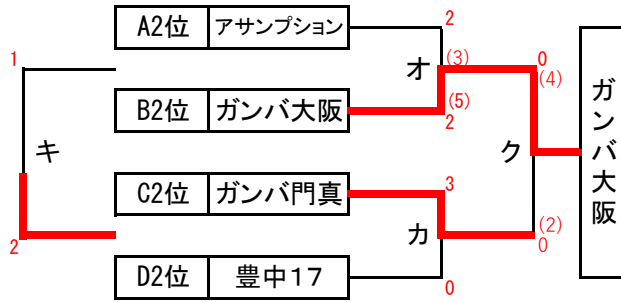 A2位 アサンプション 2
1 オ (3) 0
(4)
B2位 ガンバ大阪 (5)
2
キ ク ガンバ大阪
C2位 ガンバ門真 3
カ (2)
2 0
D2位 豊中17 0